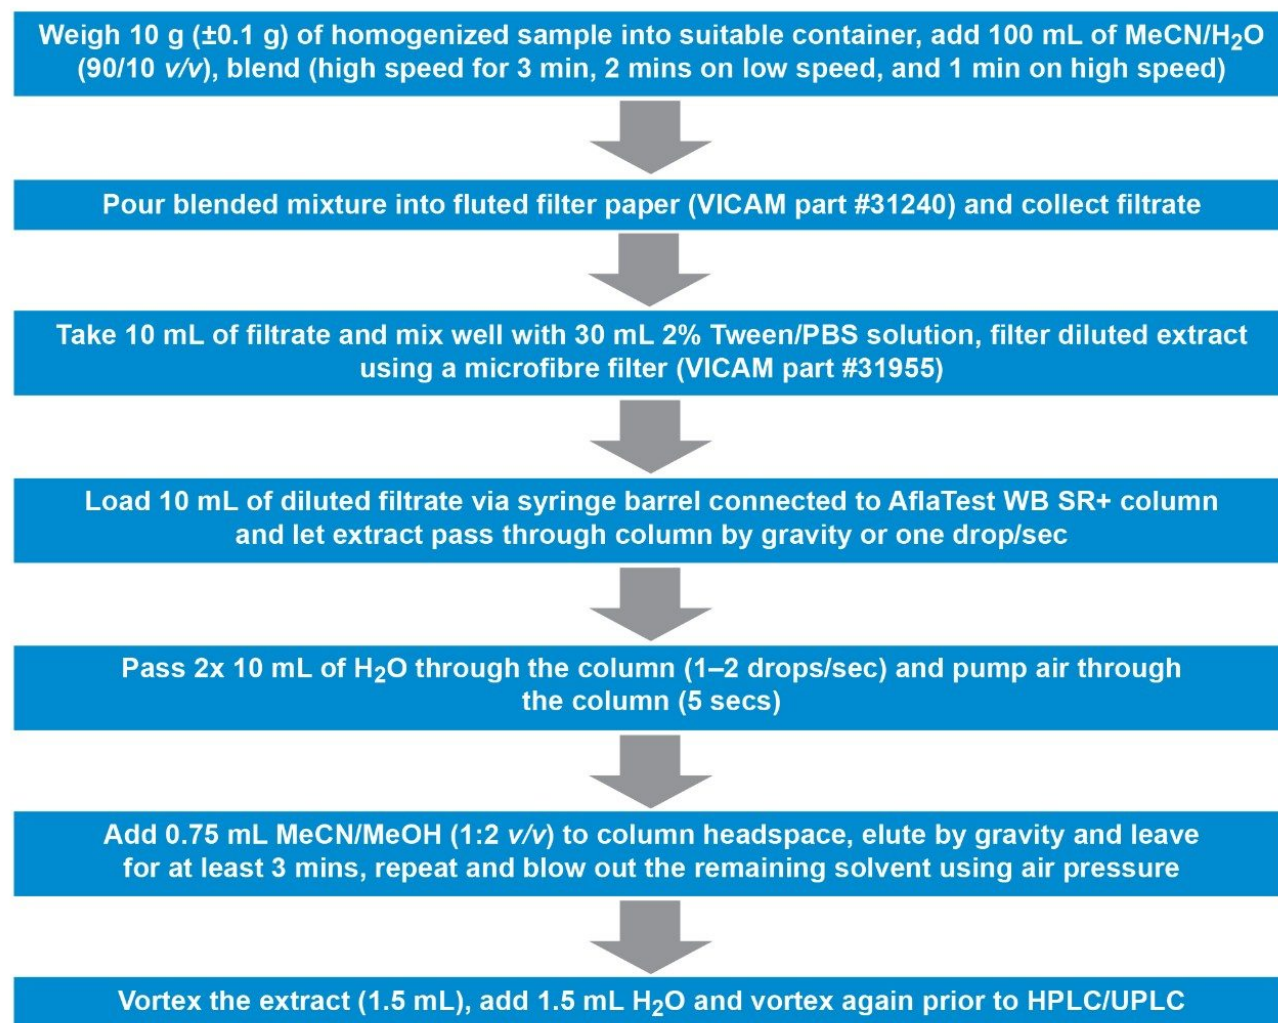 Weigh 10 g (±0.1 g) of homogenized sample into suitable container, add 100 mL of MeCN/H₂O
(90/10 v/v), blend (high speed for 3 min, 2 mins on low speed, and 1 min on high speed)
Pour blended mixture into fluted filter paper (VICAM part #31240) and collect filtrate
Take 10 mL of filtrate and mix well with 30 mL 2% Tween/PBS solution, filter diluted extract
using a microfibre filter (VICAM part #31955)
Load 10 mL of diluted filtrate via syringe barrel connected to AflaTest WB SR+ column
and let extract pass through column by gravity or one drop/sec
Pass 2x 10 mL of H₂O through the column (1–2 drops/sec) and pump air through
the column (5 secs)
Add 0.75 mL MeCN/MeOH (1:2 v/v) to column headspace, elute by gravity and leave
for at least 3 mins, repeat and blow out the remaining solvent using air pressure
Vortex the extract (1.5 mL), add 1.5 mL H₂O and vortex again prior to HPLC/UPLC